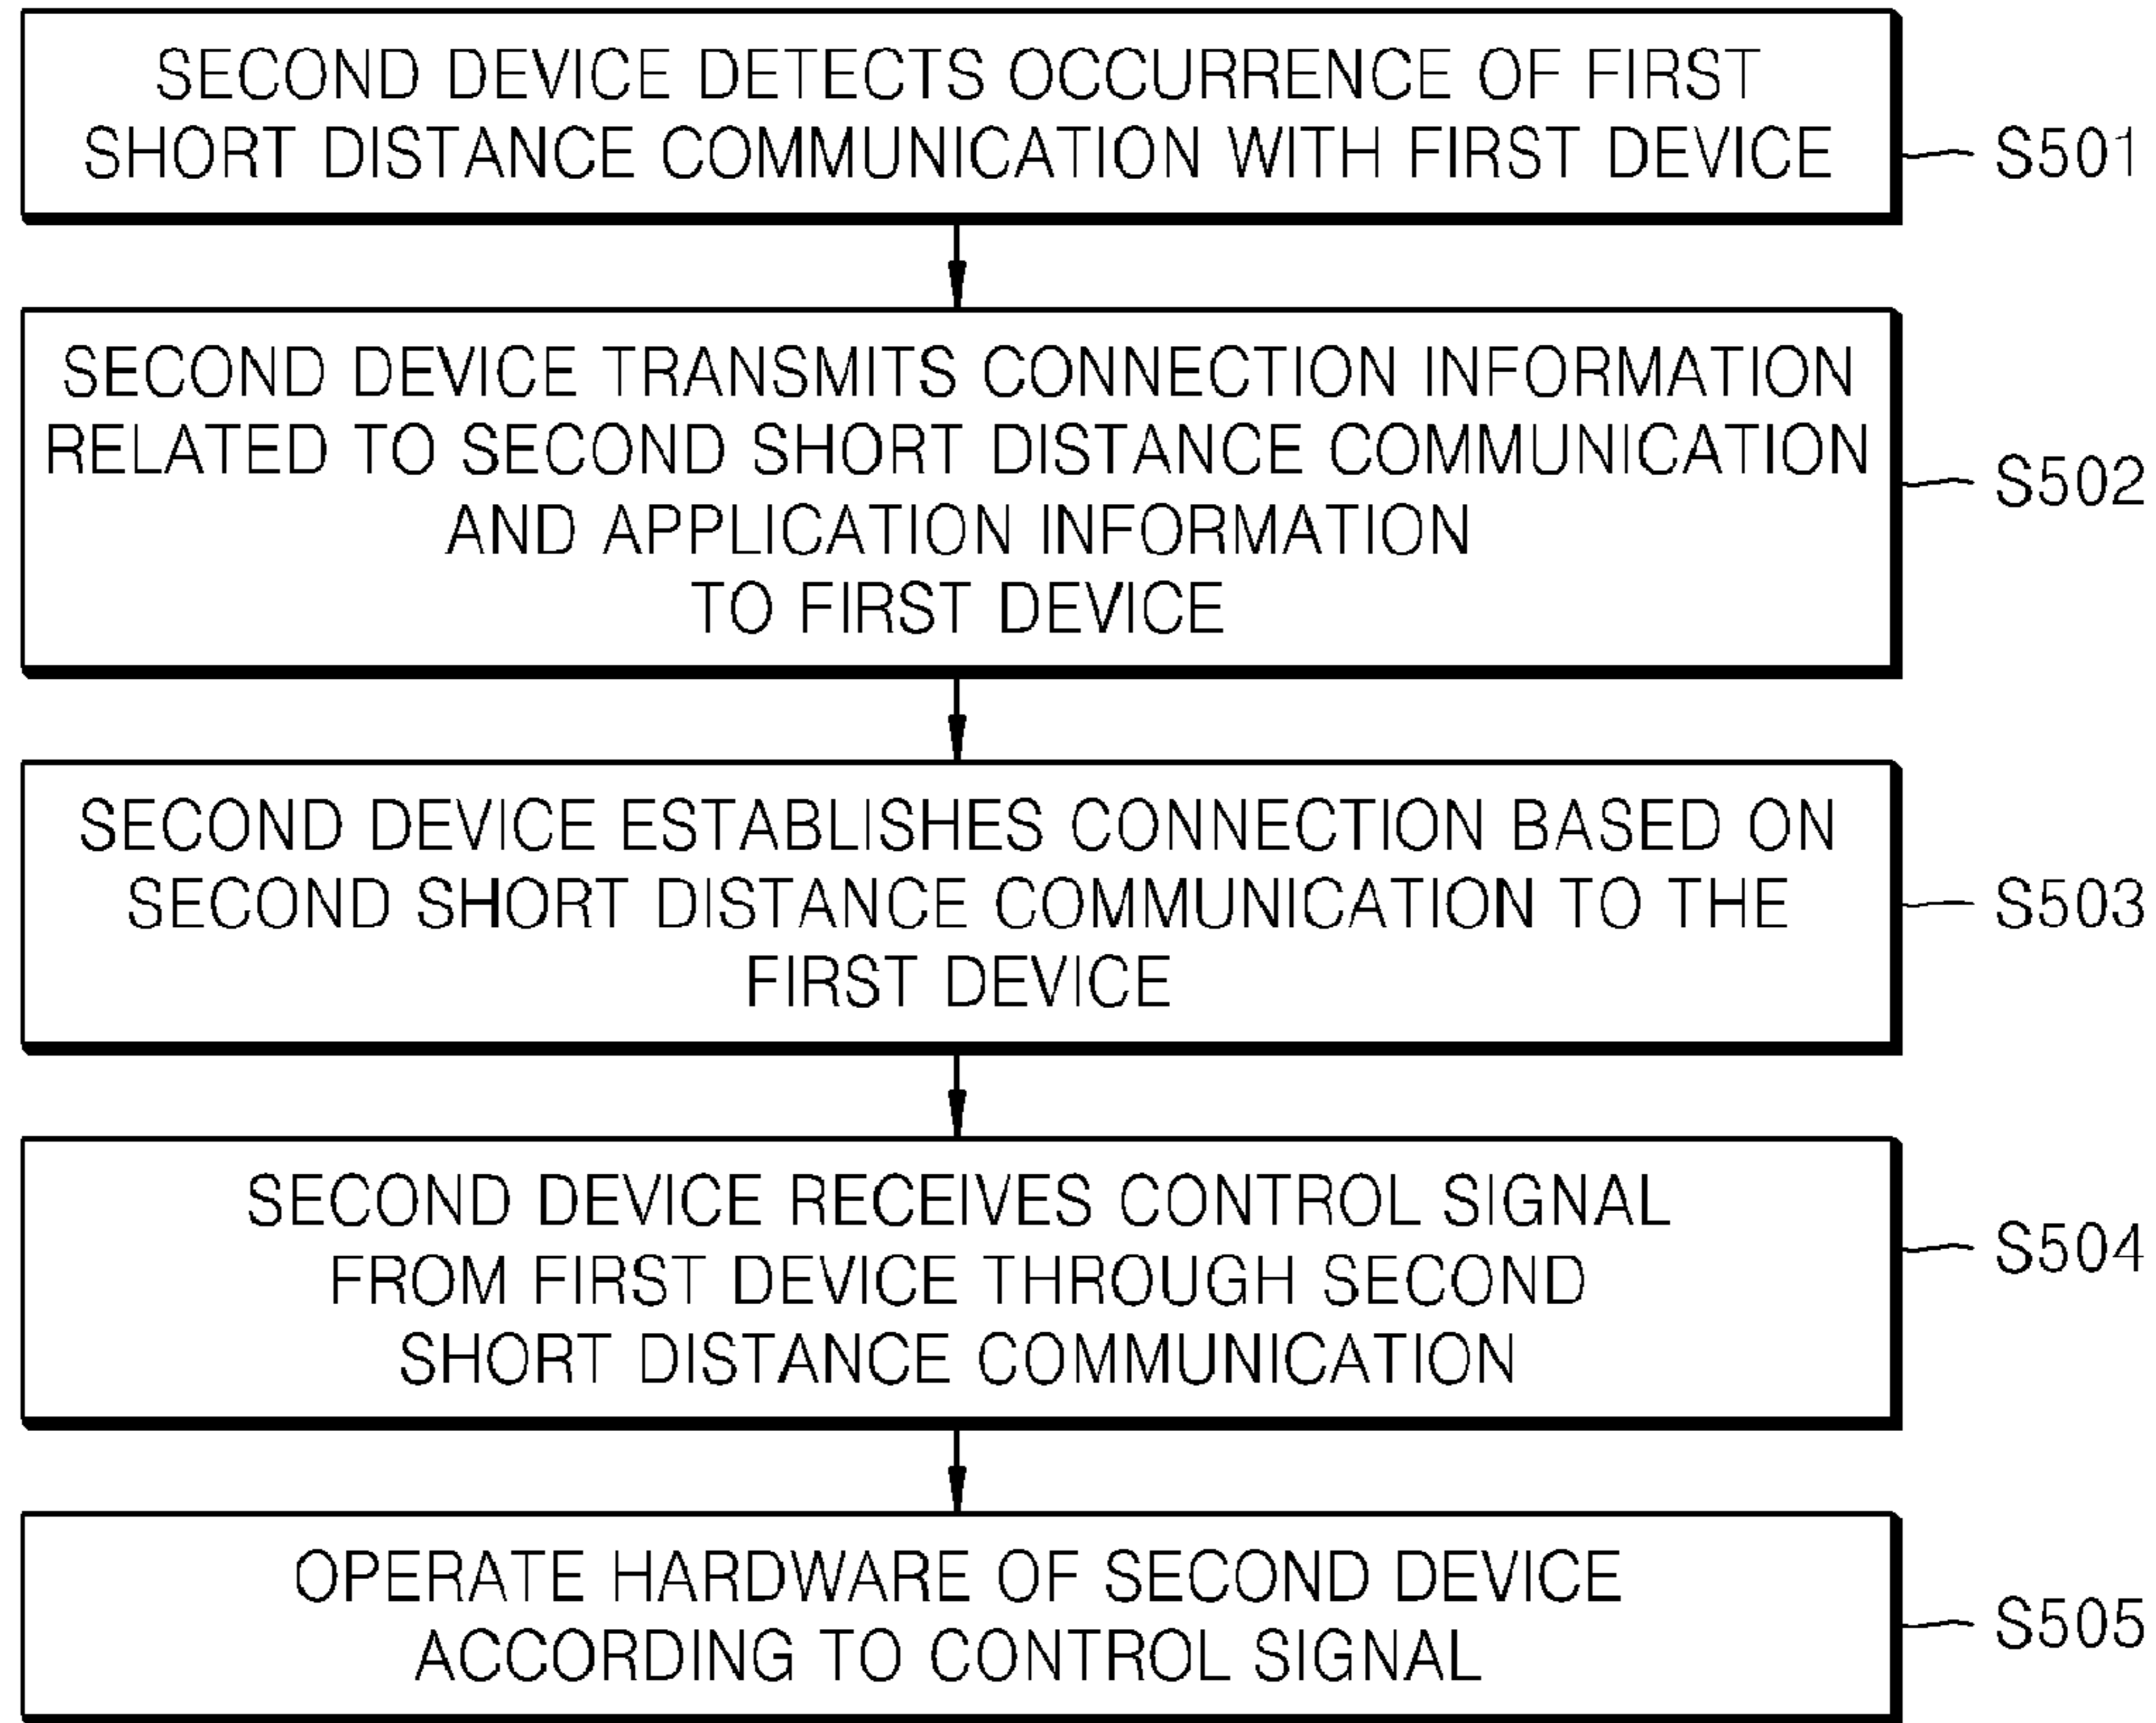 SECOND DEVICE DETECTS OCCURRENCE OF FIRST
SHORT DISTANCE COMMUNICATION WITH FIRST DEVICE
S501
SECOND DEVICE TRANSMITS CONNECTION INFORMATION
RELATED TO SECOND SHORT DISTANCE COMMUNICATION
AND APPLICATION INFORMATION
TO FIRST DEVICE
S502
SECOND DEVICE ESTABLISHES CONNECTION BASED ON
SECOND SHORT DISTANCE COMMUNICATION TO THE
FIRST DEVICE
S503
SECOND DEVICE RECEIVES CONTROL SIGNAL
FROM FIRST DEVICE THROUGH SECOND
SHORT DISTANCE COMMUNICATION
S504
OPERATE HARDWARE OF SECOND DEVICE
ACCORDING TO CONTROL SIGNAL
S505